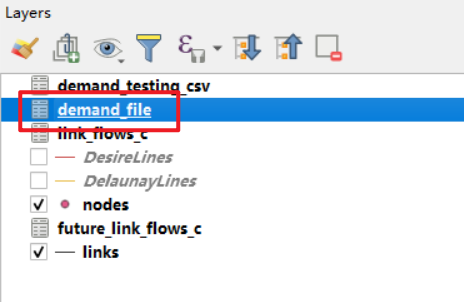 Layers
demand_testing_csv
demand_file
link_flows_c
DesireLines
DelaunayLines
nodes
future_link_flows_c
links